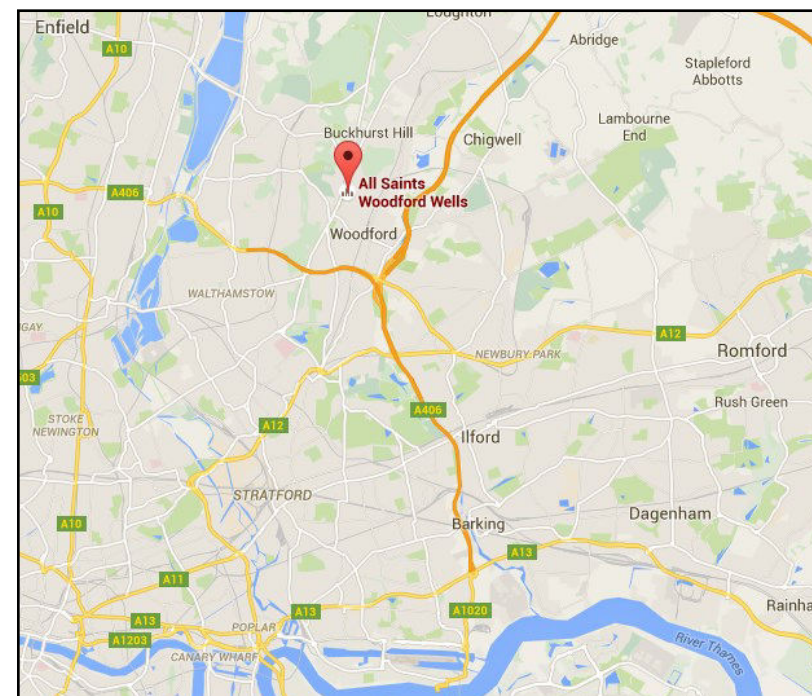 Loughton
Enfield
Abridge
A10
Stapleford
Abbotts
Lambourne
End
Buckhurst Hill
Chigwell
All Saints
Woodford Wells
A406
A10
Woodford
WALTHAMSTOW
GAY
A12
NEWBURY PARK
Romford
03
Rush Green
A406
STOKE
NEWINGTON
A12
Ilford
STRATFORD
Dagenham
A10
Barking
A13
A11
Rainha
A13
A13
A1020
POPLAR
A1203
River Thames
CANARY WHARF